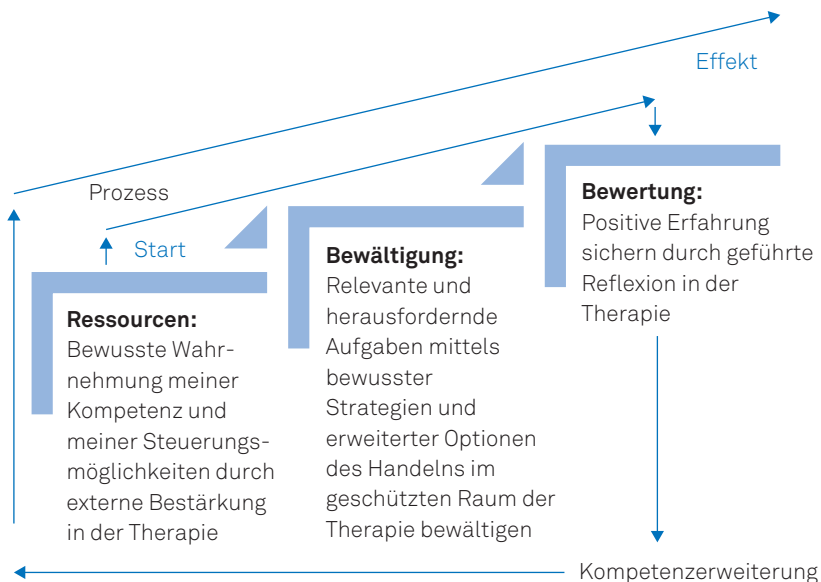 Effekt
Prozess
Start
Ressourcen:
Bewusste Wahr-
nehmung meiner
Kompetenz und
meiner Steuerungs-
möglichkeiten durch
externe Bestärkung
in der Therapie
Bewältigung:
Relevante und
herausfordernde
Aufgaben mittels
bewusster
Strategien und
erweiterter Optionen
des Handelns im
geschützten Raum der
Therapie bewältigen
Bewertung:
Positive Erfahrung
sichern durch geführte
Reflexion in der
Therapie
Kompetenzerweiterung